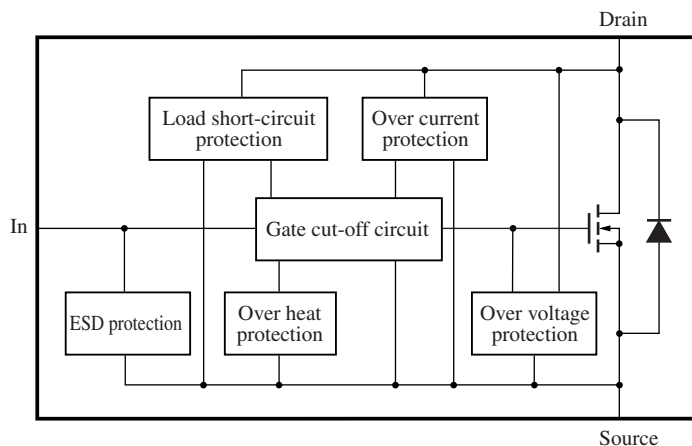 Drain
Load short-circuit
protection
Over current
protection
In
Gate cut-off circuit
ESD protection
Over heat
protection
Over voltage
protection
Source